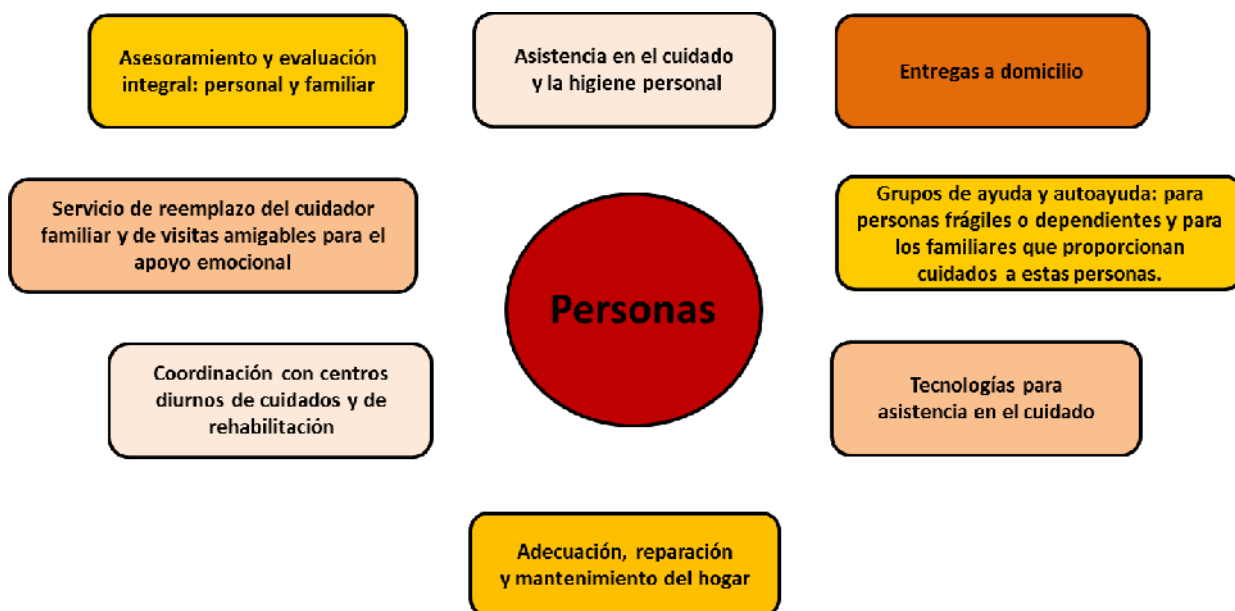 Asesoramiento y evaluación
integral: personal y familiar
Asistencia en el cuidado
y la higiene personal
Entregas a domicilio
Servicio de reemplazo del cuidador
familiar y de visitas amigables para el
apoyo emocional
Personas
Grupos de ayuda y autoayuda: para
personas frágiles o dependientes y para
los familiares que proporcionan
cuidados a estas personas.
Coordinación con centros
diurnos de cuidados y de
rehabilitación
Tecnologías para
asistencia en el cuidado
Adecuación, reparación
y mantenimiento del hogar